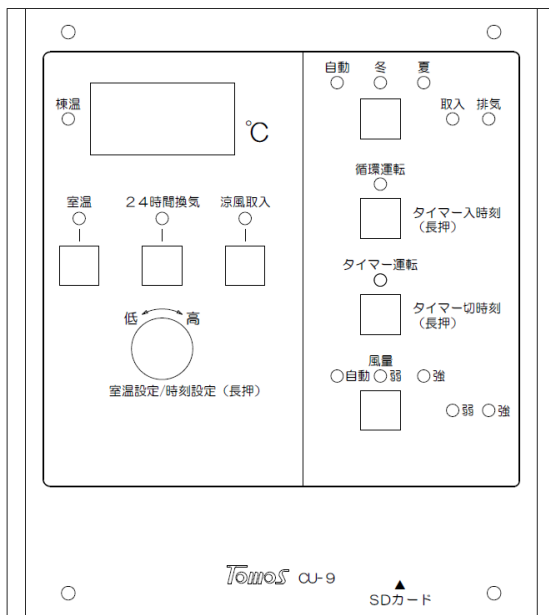 棟温
℃
室温 24時間換気 涼風取入
低 高
室温設定/時刻設定（長押）
自動 冬 夏
取入 排気
循環運転
タイマー入時刻
（長押）
タイマー運転
タイマー切時刻
（長押）
風量
自動 弱 強
弱 強
Tomos CU-9
▲
SDカード